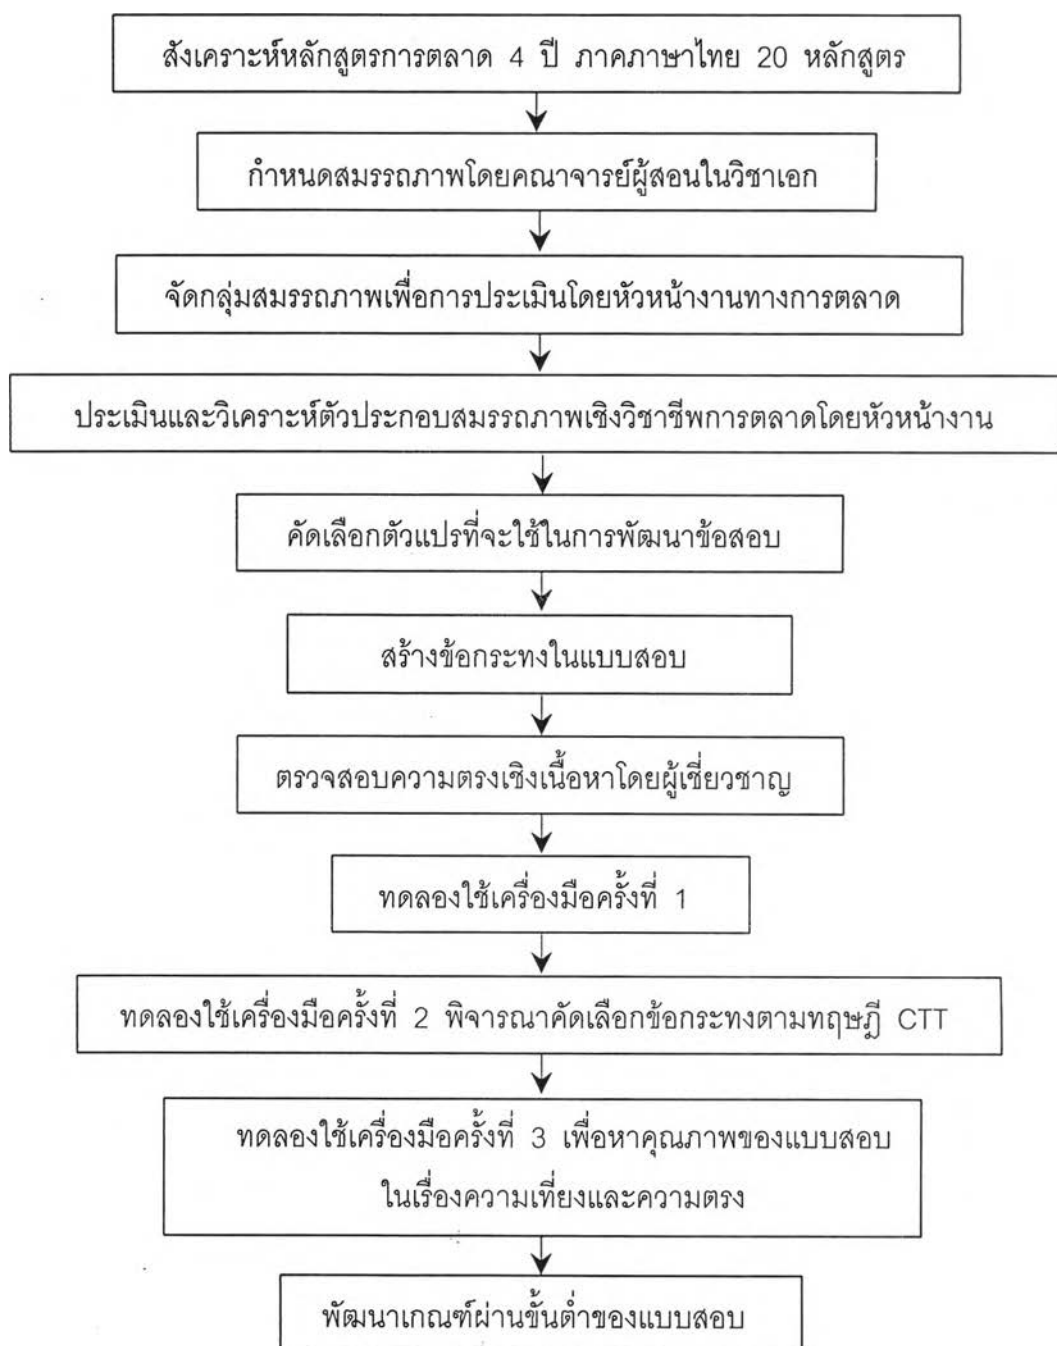 สังเคราะห์หลักสูตรการตลาด 4 ปี ภาคภาษาไทย 20 หลักสูตร
กำหนดสมรรถภาพโดยคณาจารย์ผู้สอนในวิชาเอก
จัดกลุ่มสมรรถภาพเพื่อการประเมินโดยหัวหน้างานทางการตลาด
ประเมินและวิเคราะห์ตัวประกอบสมรรถภาพเชิงวิชาชีพการตลาดโดยหัวหน้างาน
คัดเลือกตัวแปรที่จะใช้ในการพัฒนาข้อสอบ
สร้างข้อกระทงในแบบสอบ
ตรวจสอบความตรงเชิงเนื้อหาโดยผู้เชี่ยวชาญ
ทดลองใช้เครื่องมือครั้งที่ 1
ทดลองใช้เครื่องมือครั้งที่ 2 พิจารณาคัดเลือกข้อกระทงตามทฤษฎี CTT
ทดลองใช้เครื่องมือครั้งที่ 3 เพื่อหาคุณภาพของแบบสอบ
ในเรื่องความเที่ยงและความตรง
พัฒนาเกณฑ์ผ่านขั้นต่ำของแบบสอบ